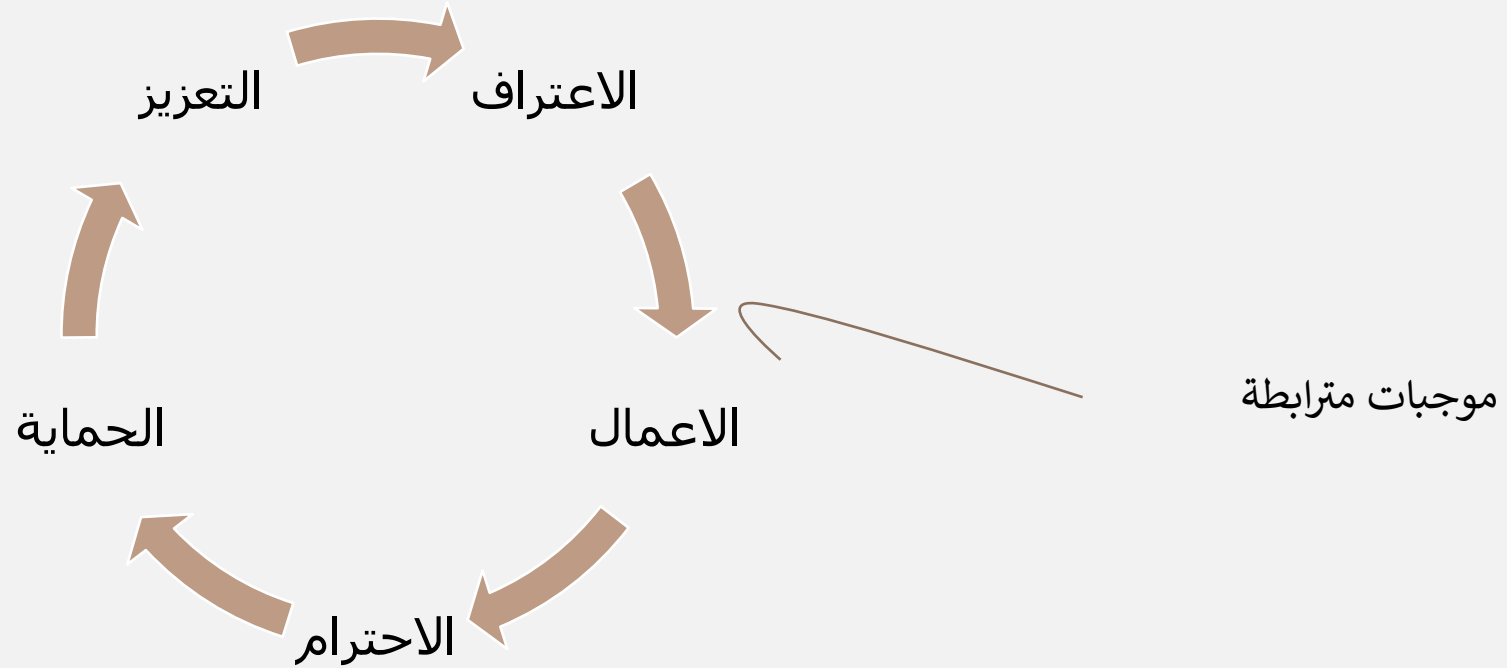 الاعتراف
التعزيز
موجبات مترابطة
الاعمال
الحماية
الاحترام